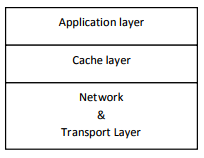 Application layer
Cache layer
Network
&
Transport Layer